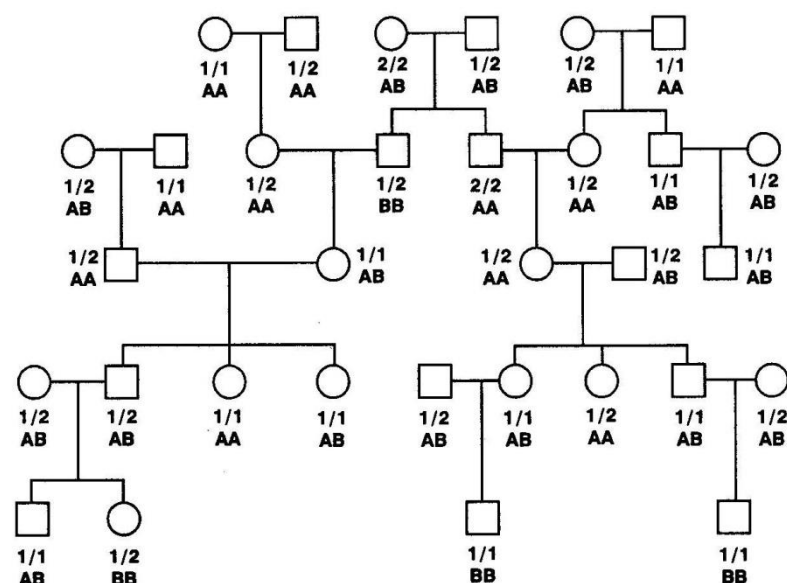 1/1 1/2 2/2 1/2 1/2 1/1
AA AA AB AB AB AA
1/2 1/1 1/2 1/2 2/2 1/2 1/1 1/2
AB AA AA BB AA AA AB AB
1/2 1/1 1/2 1/2 1/1
AA AB AA AB AB
1/2 1/2 1/1 1/1 1/2 1/1 1/2 1/1 1/2
AB AB AA AB AB AB AA AB AB
1/1 1/2 1/1 1/1
AB BB BB BB